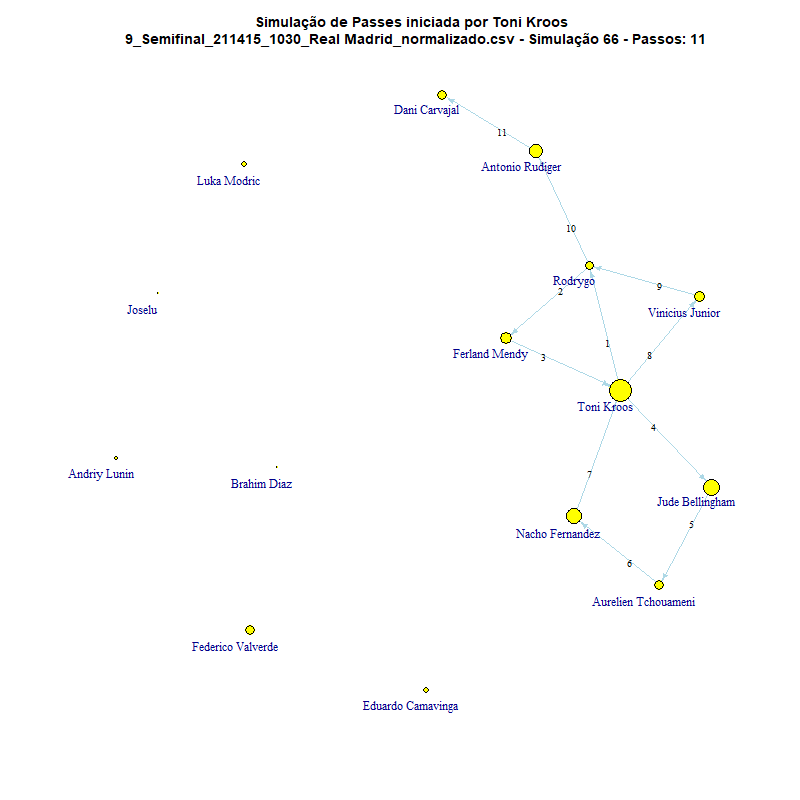 Simulação de Passes iniciada por Toni Kroos
9_Semifinal_211415_1030_Real Madrid_normalizado.csv - Simulação 66 - Passos: 11
Dani Carvajal
11
Antonio Rudiger
Luka Modric
10
Rodrygo
9
2
Joselu
Vinicius Junior
1
Ferland Mendy
3
8
Toni Kroos
4
Andriy Lunin
Brahim Diaz
7
Jude Bellingham
5
Nacho Fernandez
6
Aurelien Tchouameni
Federico Valverde
Eduardo Camavinga